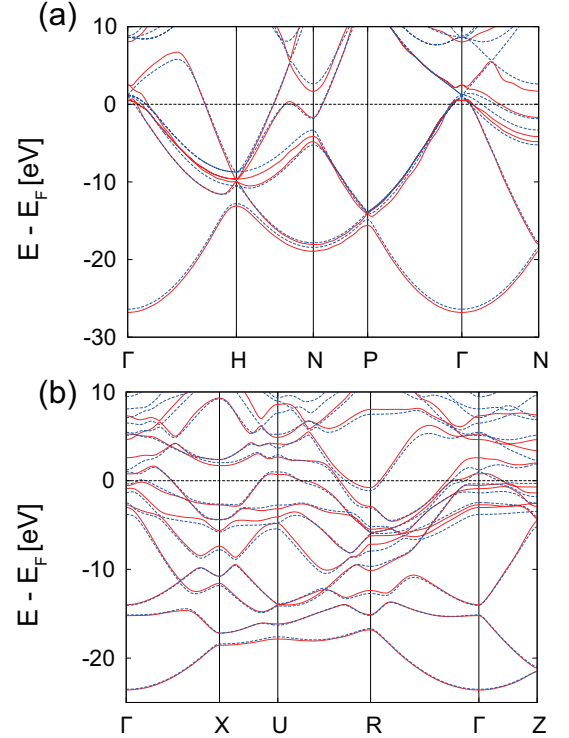 (a)
10
0
-10
-20
-30
E - E_F [eV]
Γ H N P Γ N
(b)
10
0
-10
-20
E - E_F [eV]
Γ X U R Γ Z